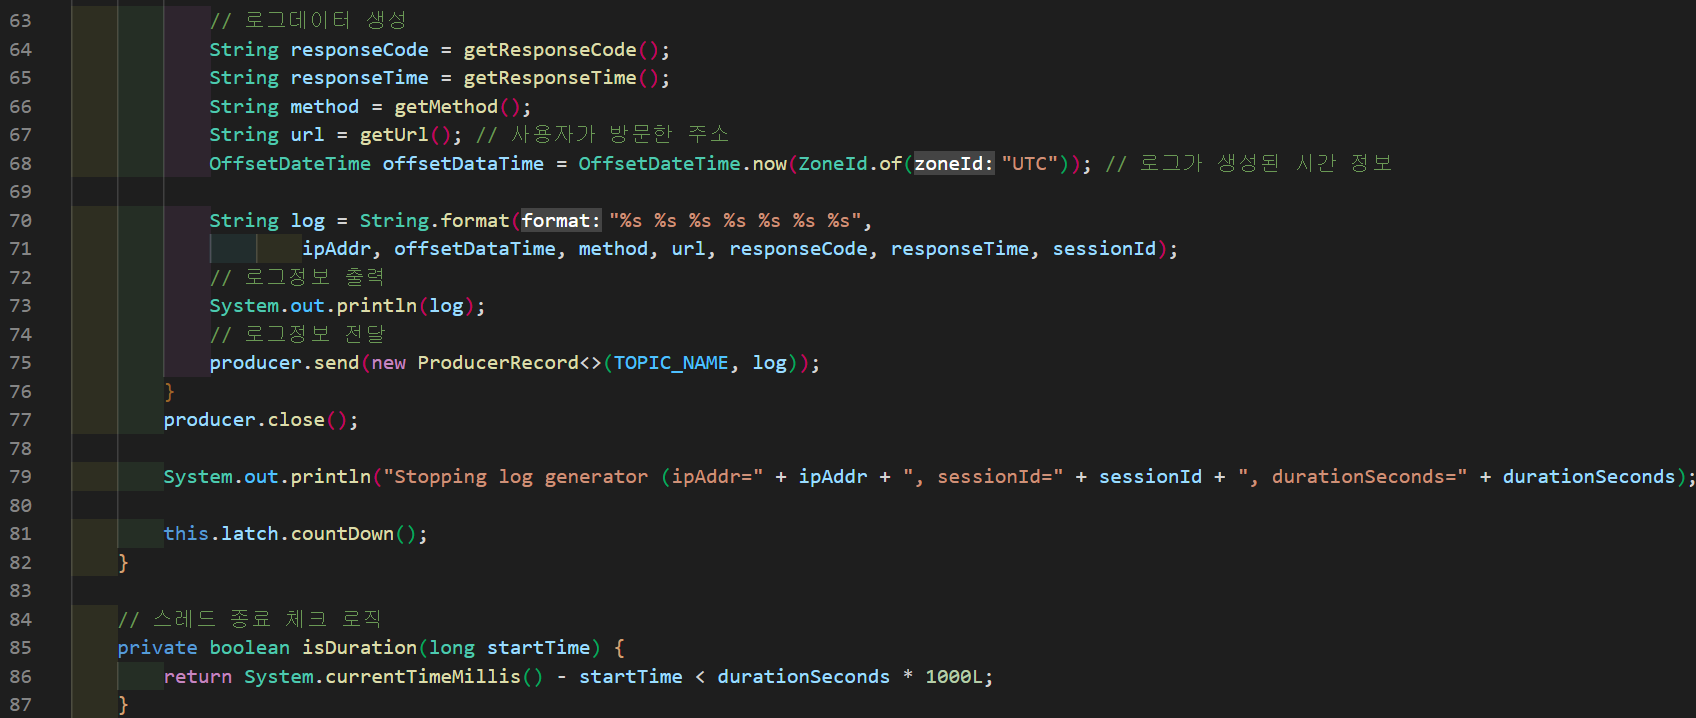 63 // 로그데이터 생성
64 String responseCode = getResponseCode();
65 String responseTime = getResponseTime();
66 String method = getMethod();
67 String url = getUrl(); // 사용자가 방문한 주소
68 OffsetDateTime offsetDataTime = OffsetDateTime.now(ZoneId.of(zoneId: "UTC")); // 로그가 생성된 시간 정보
69
70 String log = String.format(format: "%s %s %s %s %s %s %s",
71 ipAddr, offsetDataTime, method, url, responseCode, responseTime, sessionId);
72 // 로그정보 출력
73 System.out.println(log);
74 // 로그정보 전달
75 producer.send(new ProducerRecord<>(TOPIC_NAME, log));
76 }
77 producer.close();
78
79 System.out.println("Stopping log generator (ipAddr=" + ipAddr + ", sessionId=" + sessionId + ", durationSeconds=" + durationSeconds);
80
81 this.latch.countDown();
82 }
83
84 // 스레드 종료 체크 로직
85 private boolean isDuration(long startTime) {
86 return System.currentTimeMillis() - startTime < durationSeconds * 1000L;
87 }